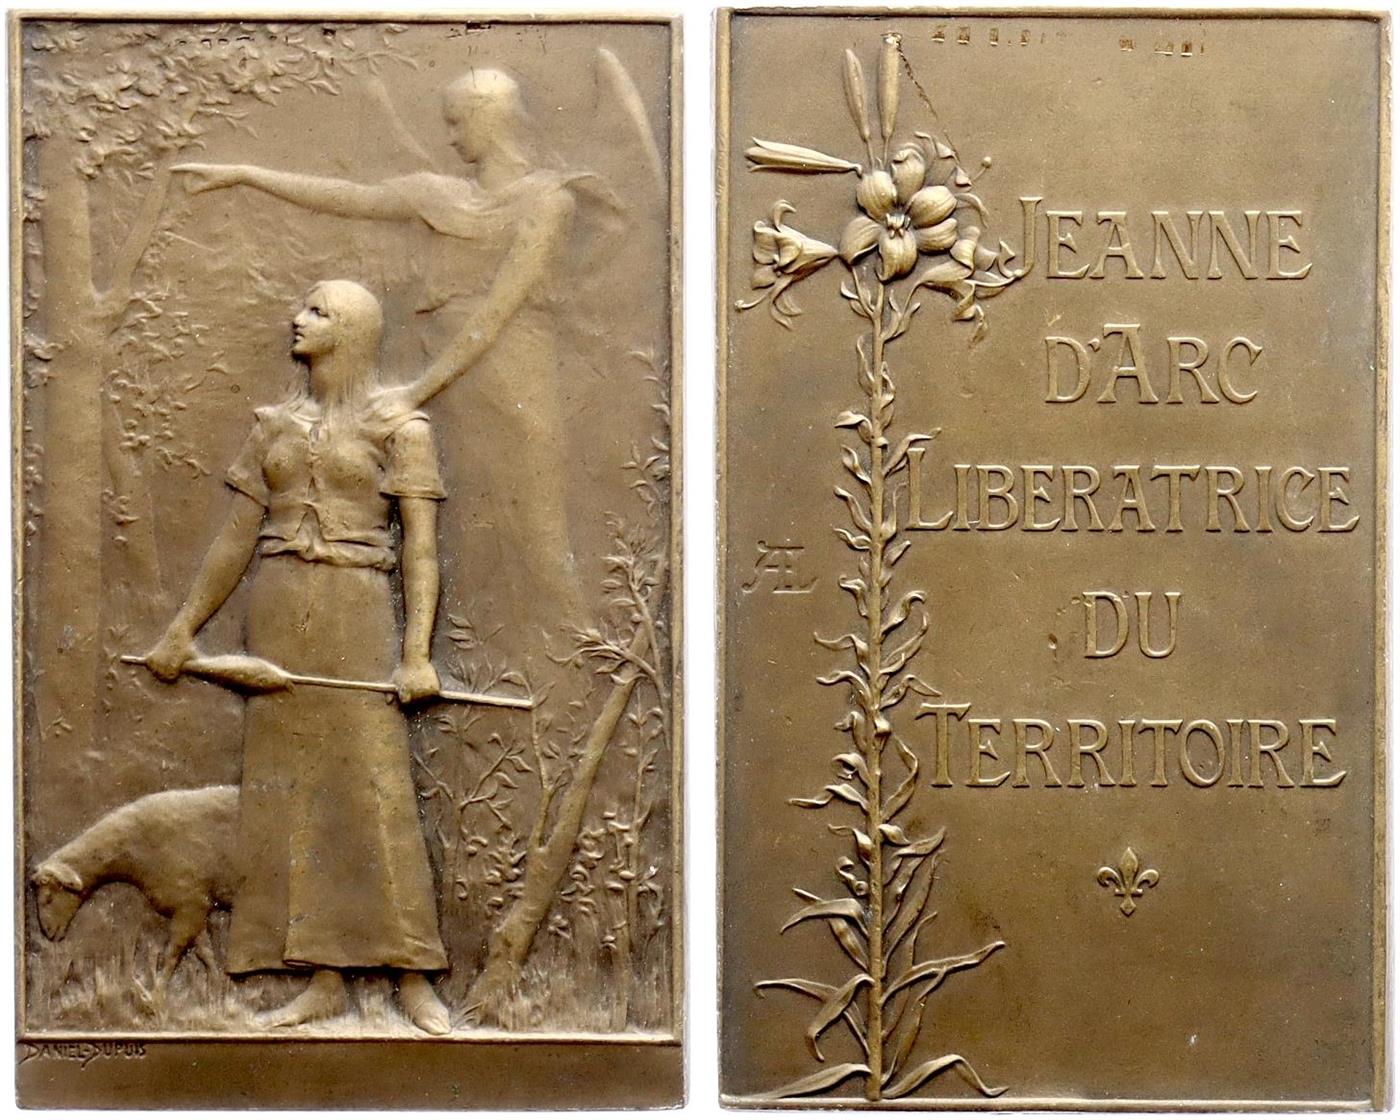 DANIEL-DUPUIS
JEANNE
D'ARC
LIBERATRICE
DU
TERRITOIRE